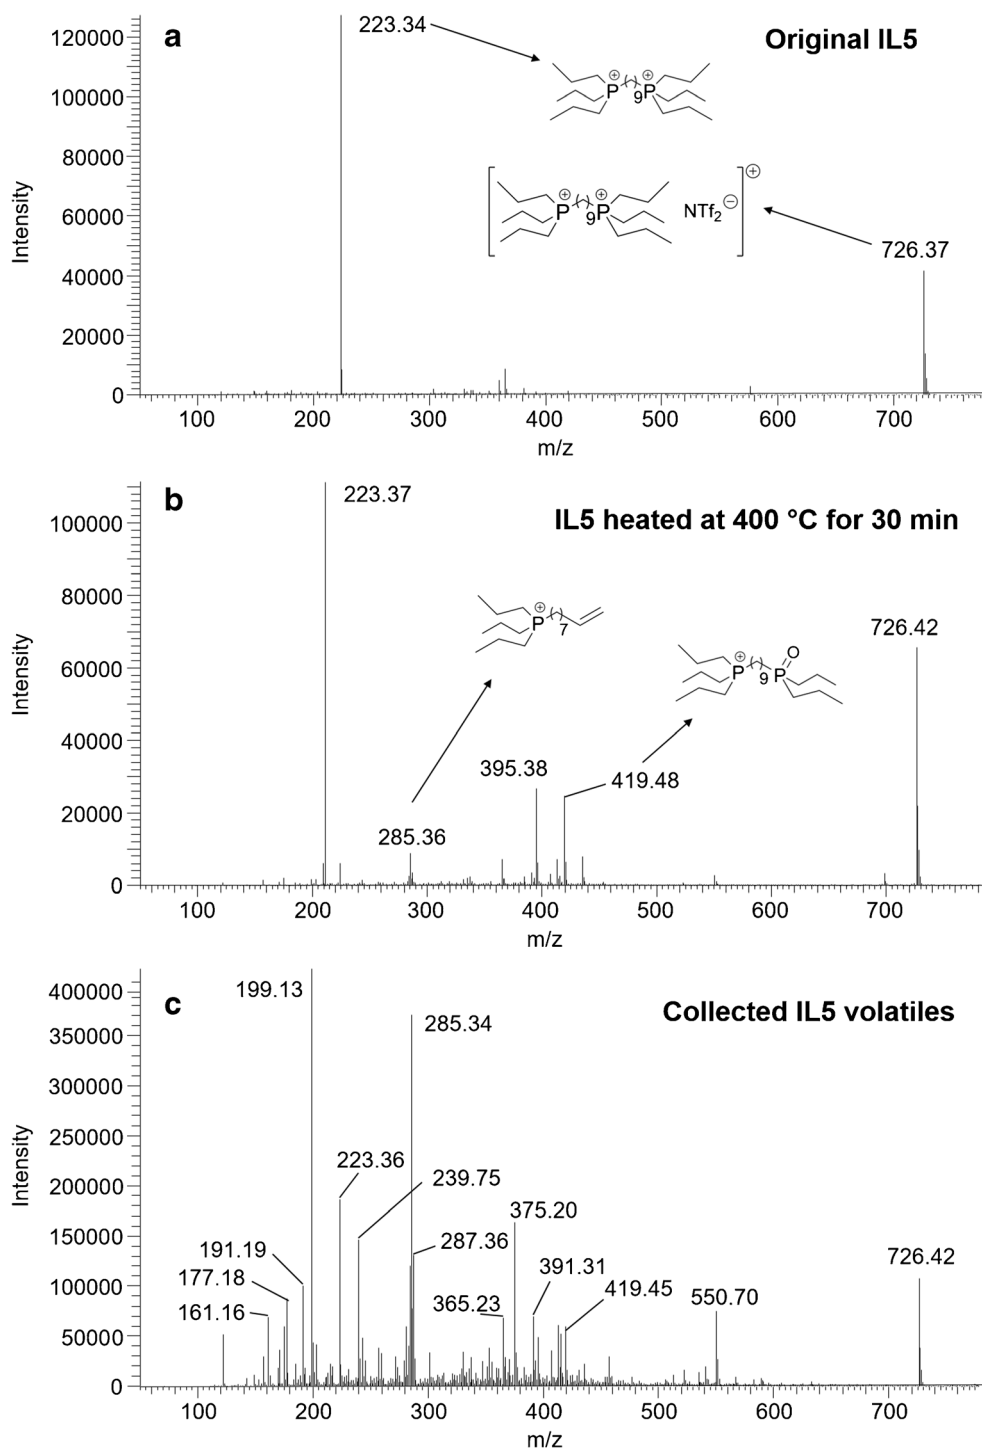 a
Original IL5
223.34
P⊕ 9 P⊕
[P⊕ 9 P⊕ NTf2⊖]⊕
726.37
120000
100000
80000
60000
40000
20000
0
Intensity
100 200 300 400 500 600 700
m/z
b
IL5 heated at 400 °C for 30 min
223.37
P⊕ 7
726.42
P⊕ 9 P O
395.38
419.48
285.36
100000
80000
60000
40000
20000
0
Intensity
100 200 300 400 500 600 700
m/z
c
Collected IL5 volatiles
199.13
285.34
223.36
239.75
375.20
191.19
287.36
391.31
726.42
177.18
365.23
419.45
550.70
161.16
400000
350000
300000
250000
200000
150000
100000
50000
0
Intensity
100 200 300 400 500 600 700
m/z